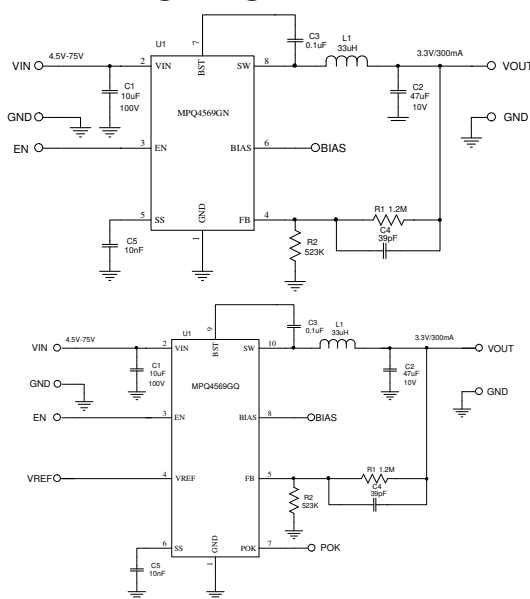 7
C3
0.1uF
L1
33uH
U1
VIN
4.5V-75V
2
VIN
BST
SW
8
3.3V/300mA
VOUT
C1
10uF
100V
C2
47uF
10V
GND
MPQ4569GN
GND
EN
3
EN
BIAS
6
BIAS
R1 1.2M
5
SS
GND
FB
4
C4
39pF
C5
10nF
1
R2
523K
9
C3
0.1uF
L1
33uH
U1
VIN
4.5V-75V
2
VIN
BST
SW
10
3.3V/300mA
VOUT
C1
10uF
100V
C2
47uF
10V
GND
MPQ4569GQ
GND
EN
3
EN
BIAS
8
BIAS
VREF
4
VREF
FB
5
R1 1.2M
C4
39pF
R2
523K
6
SS
GND
POK
7
POK
C5
10nF
1